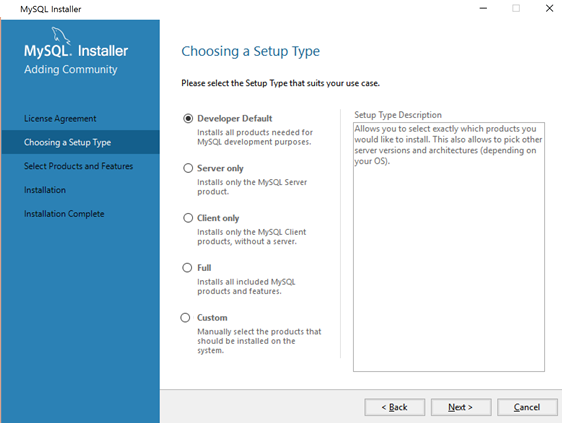 MySQL Installer
MySQL. Installer
Adding Community
License Agreement
Choosing a Setup Type
Select Products and Features
Installation
Installation Complete
Choosing a Setup Type
Please select the Setup Type that suits your use case.
Developer Default
Installs all products needed for
MySQL development purposes.
Server only
Installs only the MySQL Server
product.
Client only
Installs only the MySQL Client
products, without a server.
Full
Installs all included MySQL
products and features.
Custom
Manually select the products that
should be installed on the
system.
Setup Type Description
Allows you to select exactly which products you
would like to install. This also allows to pick other
server versions and architectures (depending on
your OS).
< Back
Next >
Cancel